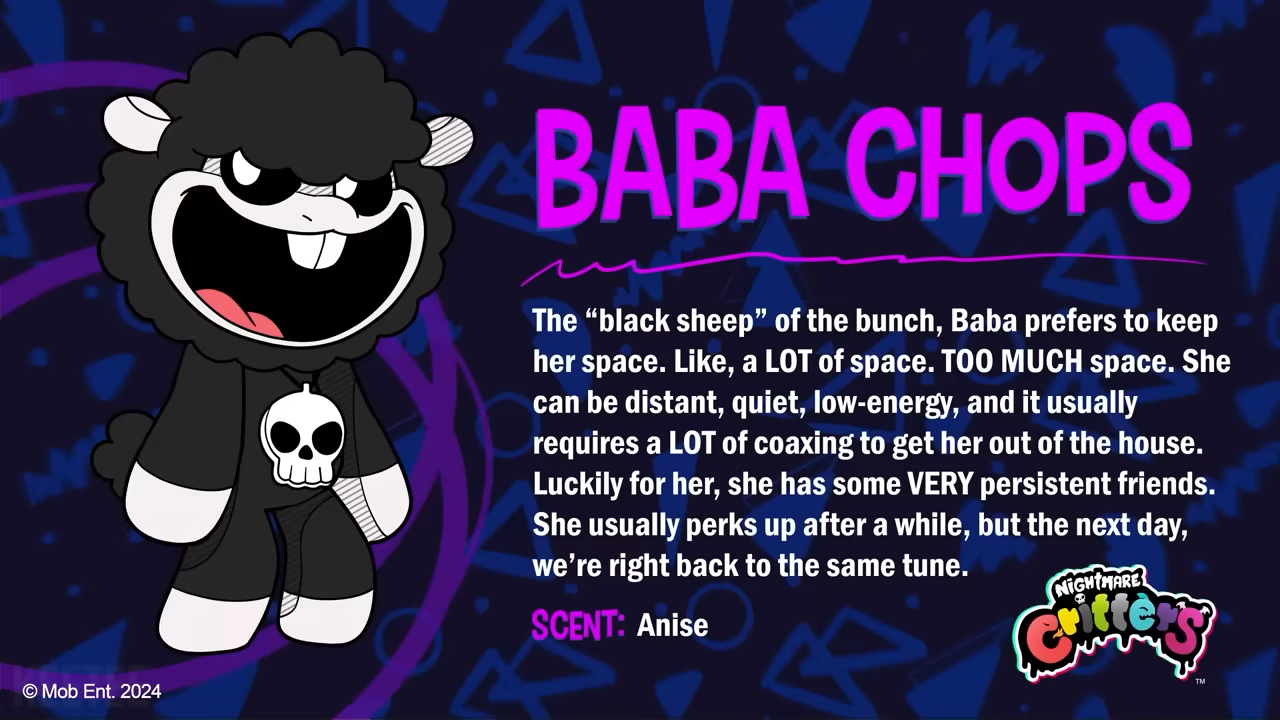 BABA CHOPS
The “black sheep” of the bunch, Baba prefers to keep
her space. Like, a LOT of space. TOO MUCH space. She
can be distant, quiet, low-energy, and it usually
requires a LOT of coaxing to get her out of the house.
Luckily for her, she has some VERY persistent friends.
She usually perks up after a while, but the next day,
we’re right back to the same tune.
SCENT: Anise
NIGHTMARE
Critters
TM
© Mob Ent. 2024